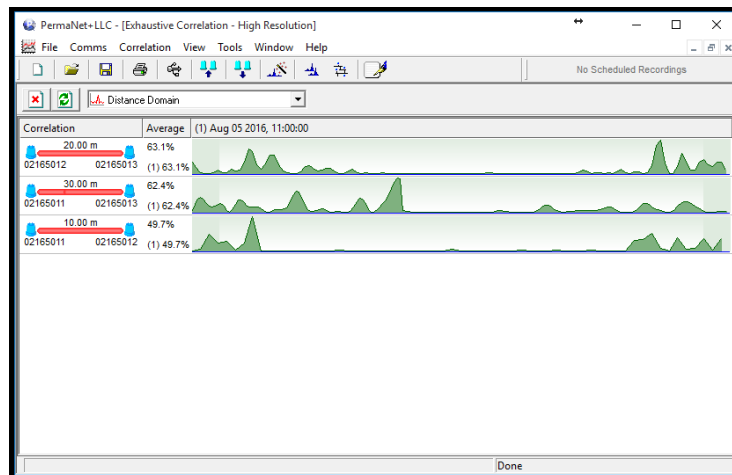 PermaNet+LLC - [Exhaustive Correlation - High Resolution]
File Comms Correlation View Tools Window Help
No Scheduled Recordings
Distance Domain
Correlation Average (1) Aug 05 2016, 11:00:00
20.00 m 63.1%
02165012 02165013 (1) 63.1%
30.00 m 62.4%
02165011 02165013 (1) 62.4%
10.00 m 49.7%
02165011 02165012 (1) 49.7%
Done